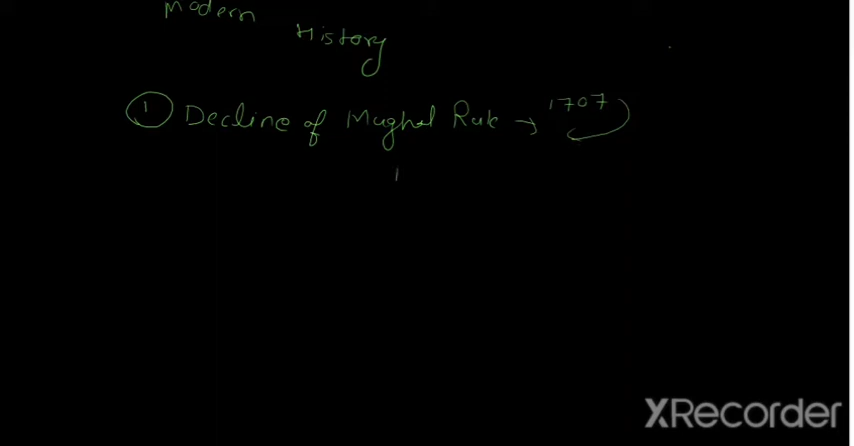 Modern
History
1 Decline of Mughal Rule → 1707
XRecorder